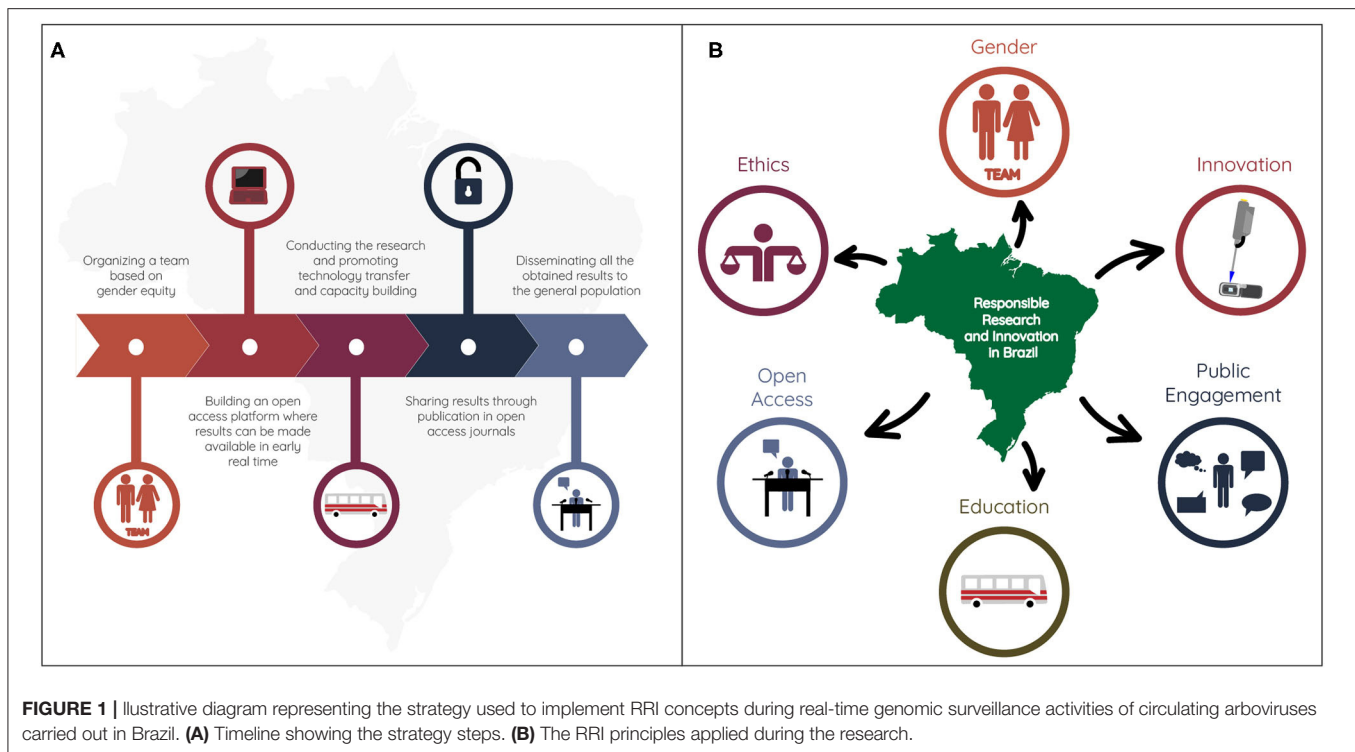 A
Organizing a team
based on
gender equity
Conducting the research
and promoting
technology transfer
and capacity building
Disseminating all the
obtained results to
the general population
Building an open
access platform where
results can be made
available in early
real time
Sharing results through
publication in open
access journals
TEAM
B
Gender
TEAM
Ethics
Innovation
Responsible
Research
and Innovation
in Brazil
Open
Access
Public
Engagement
Education
FIGURE 1 | Ilustrative diagram representing the strategy used to implement RRI concepts during real-time genomic surveillance activities of circulating arboviruses
carried out in Brazil. (A) Timeline showing the strategy steps. (B) The RRI principles applied during the research.